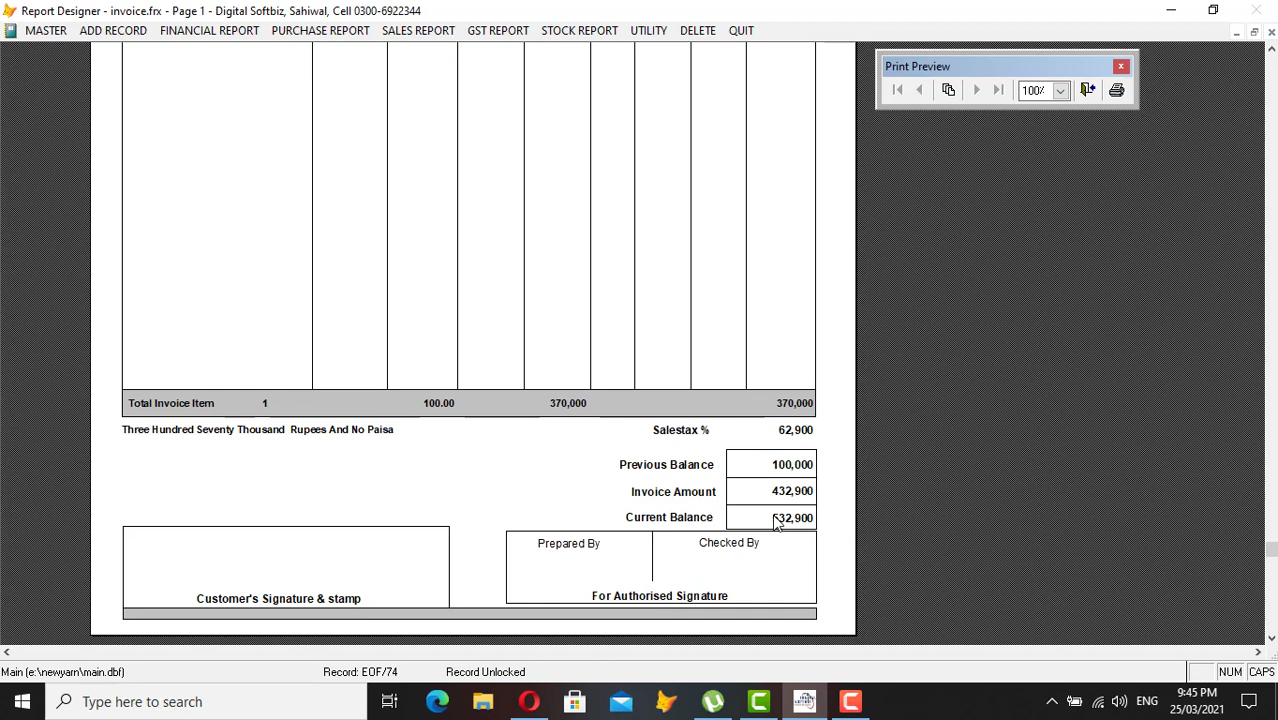 Report Designer - invoice.frx - Page 1 - Digital Softbiz, Sahiwal, Cell 0300-6922344
MASTER ADD RECORD FINANCIAL REPORT PURCHASE REPORT SALES REPORT GST REPORT STOCK REPORT UTILITY DELETE QUIT
Print Preview
100%
Total Invoice Item 1 100.00 370,000 370,000
Three Hundred Seventy Thousand Rupees And No Paisa
Salestax % 62,900
Previous Balance 100,000
Invoice Amount 432,900
Current Balance
Prepared By Checked By
Customer's Signature & stamp
For Authorised Signature
Main (e:\newyarn\main.dbf) Record: EOF/74 Record Unlocked NUM CAPS
Type here to search
ENG
9:45 PM
25/03/2021